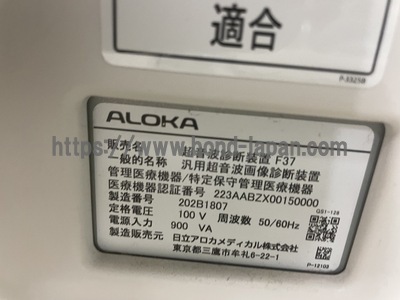 適合
P-93250
ALOKA
販売名 超音波診断装置 F37
一般的名称 汎用超音波画像診断装置
管理医療機器/特定保守管理医療機器
医療機器認証番号 223AABZX00150000
製造番号 202B1807
定格電圧 100 V 周波数 50/60Hz
電源入力 900 VA
製造販売元 日立アロカメディカル株式会社
東京都三鷹市牟礼6-22-1
QS1-128
P-12103
https://www.hond-japan.com/